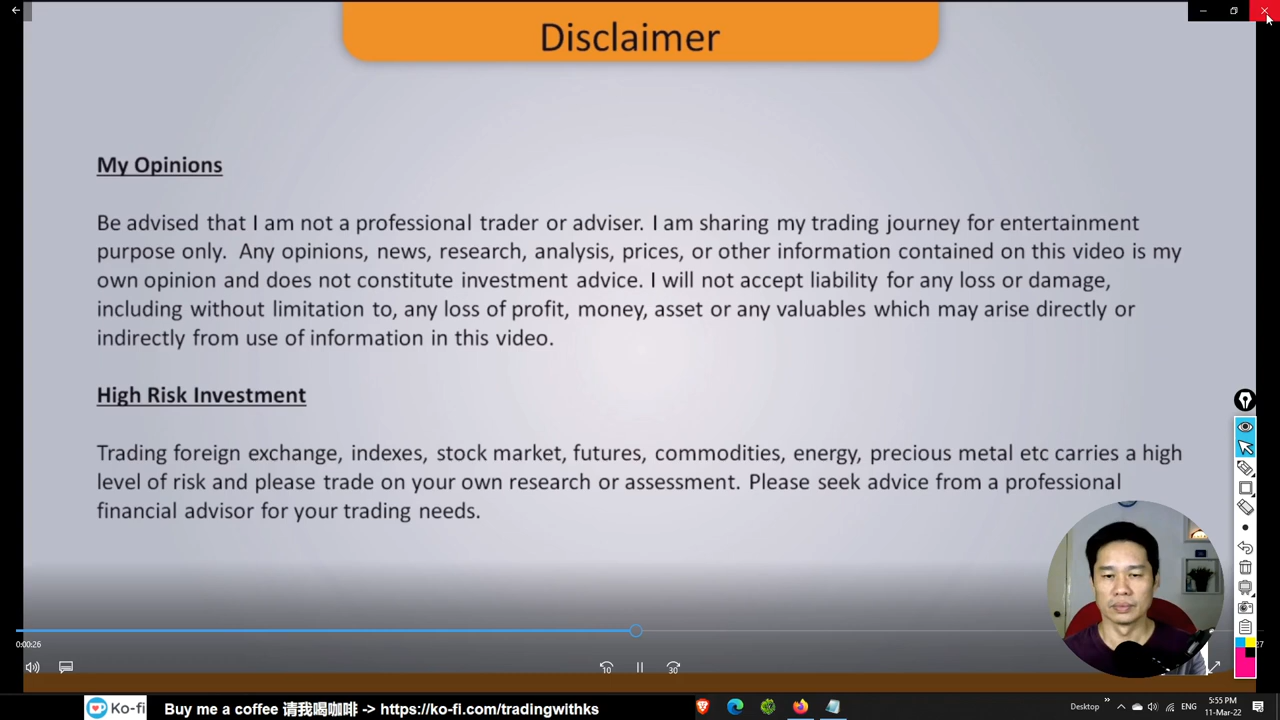 Disclaimer
My Opinions
Be advised that I am not a professional trader or adviser. I am sharing my trading journey for entertainment
purpose only. Any opinions, news, research, analysis, prices, or other information contained on this video is my
own opinion and does not constitute investment advice. I will not accept liability for any loss or damage,
including without limitation to, any loss of profit, money, asset or any valuables which may arise directly or
indirectly from use of information in this video.
High Risk Investment
Trading foreign exchange, indexes, stock market, futures, commodities, energy, precious metal etc carries a high
level of risk and please trade on your own research or assessment. Please seek advice from a professional
financial advisor for your trading needs.
0:00:26
27
10
30
Ko-fi
Buy me a coffee 请我喝咖啡 -> https://ko-fi.com/tradingwithks
Desktop
ENG
5:55 PM
11-Mar-22